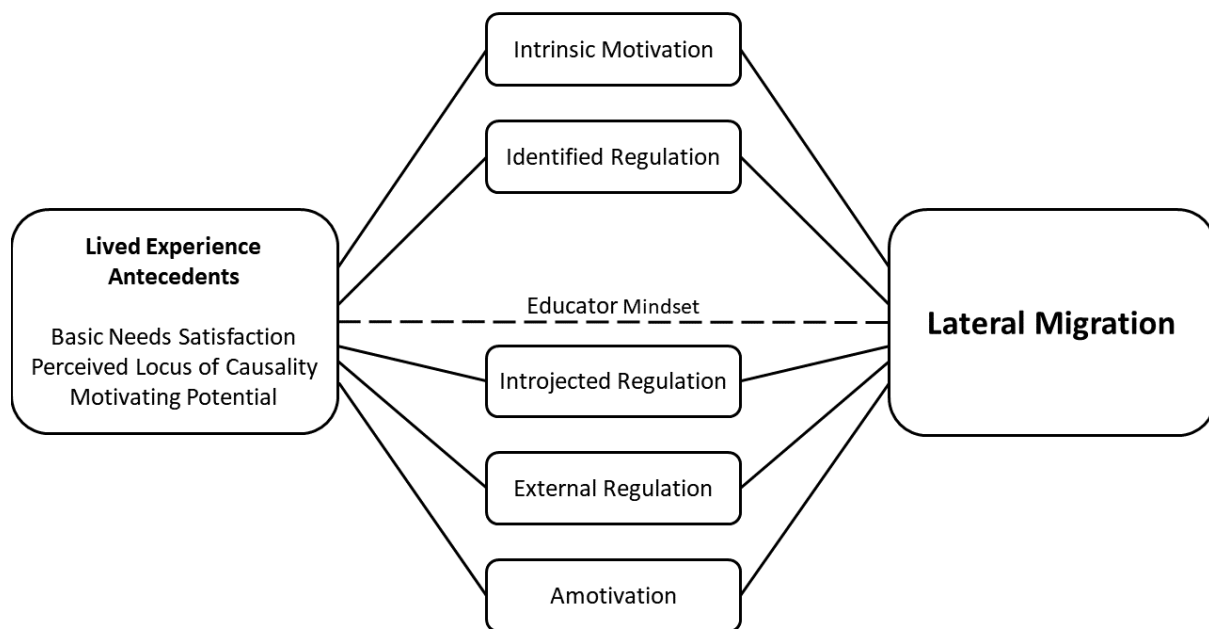 Intrinsic Motivation
Identified Regulation
Lived Experience
Antecedents
Basic Needs Satisfaction
Perceived Locus of Causality
Motivating Potential
Educator Mindset
Lateral Migration
Introjected Regulation
External Regulation
Amotivation